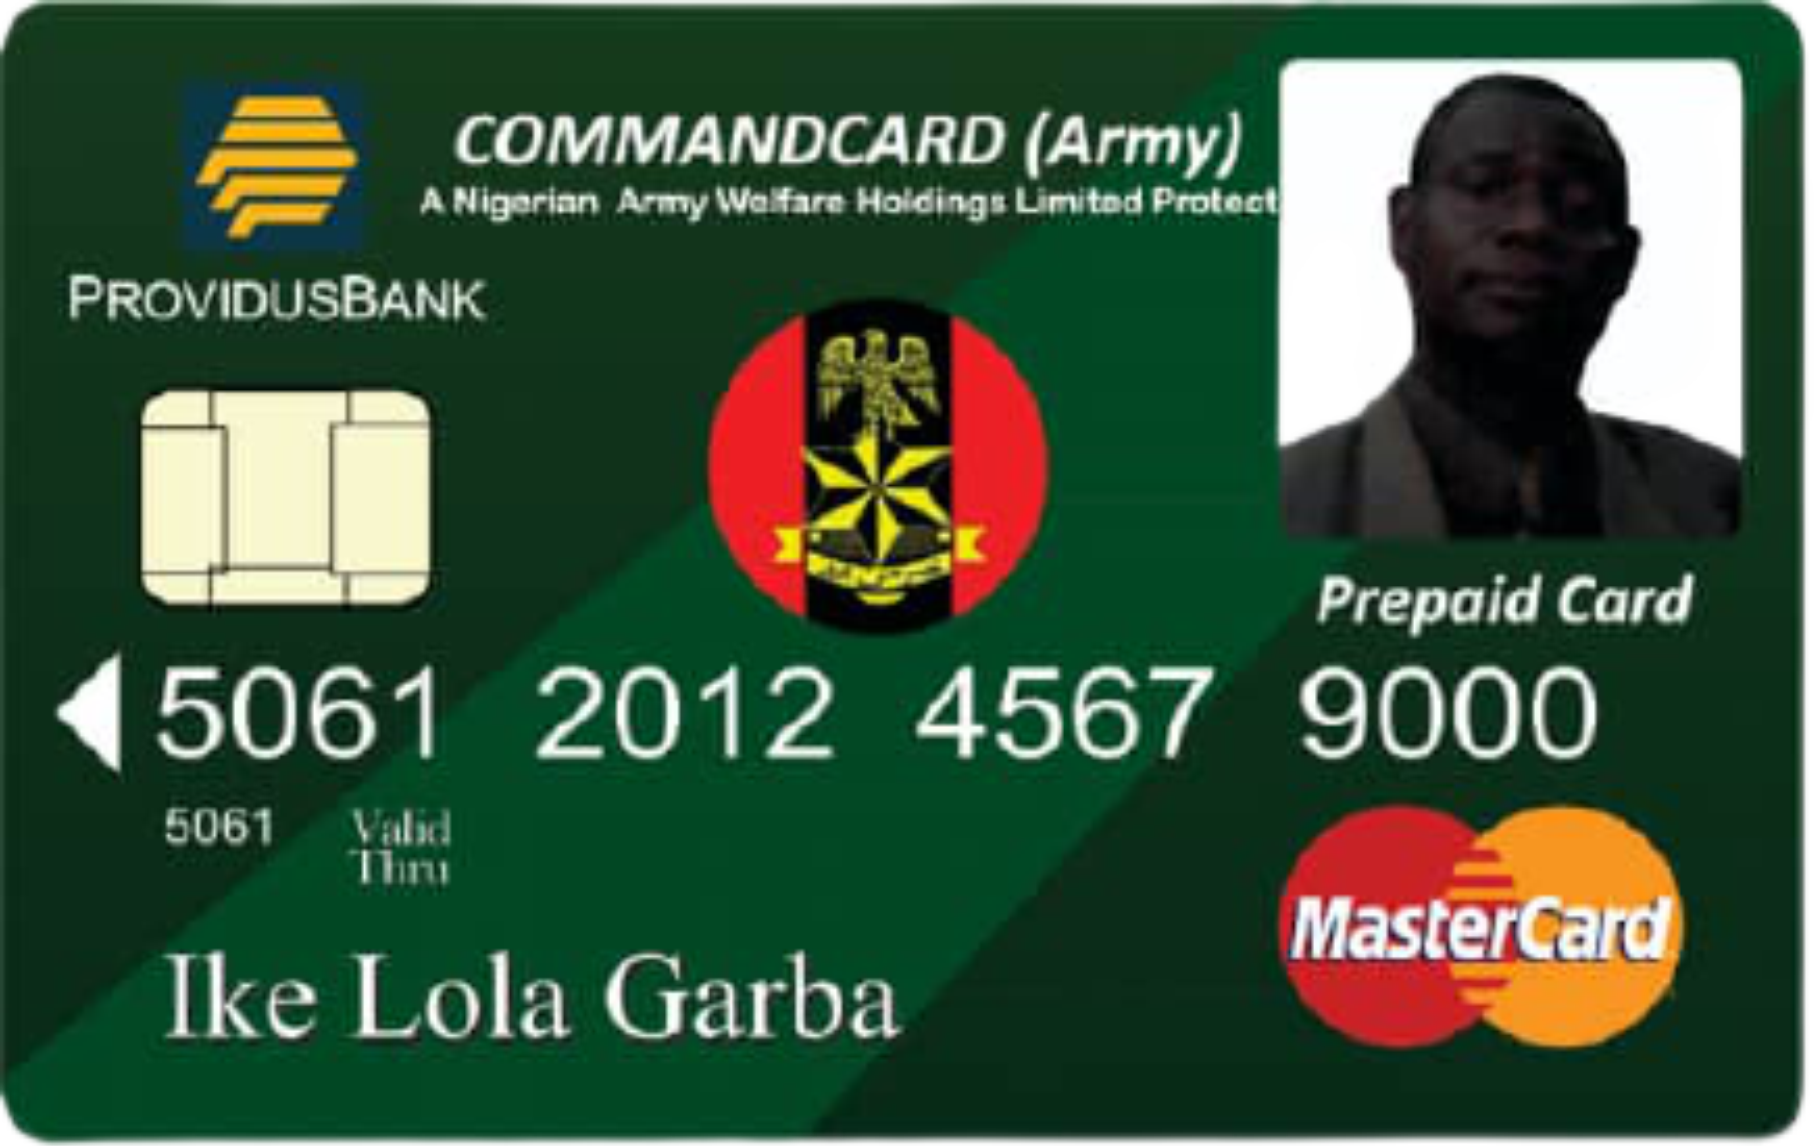 COMMANDCARD (Army)
A Nigerian Army Welfare Holdings Limited Protect
PROVIDUSBANK
Prepaid Card
5061 2012 4567 9000
5061 Valid Thru
Ike Lola Garba
MasterCard